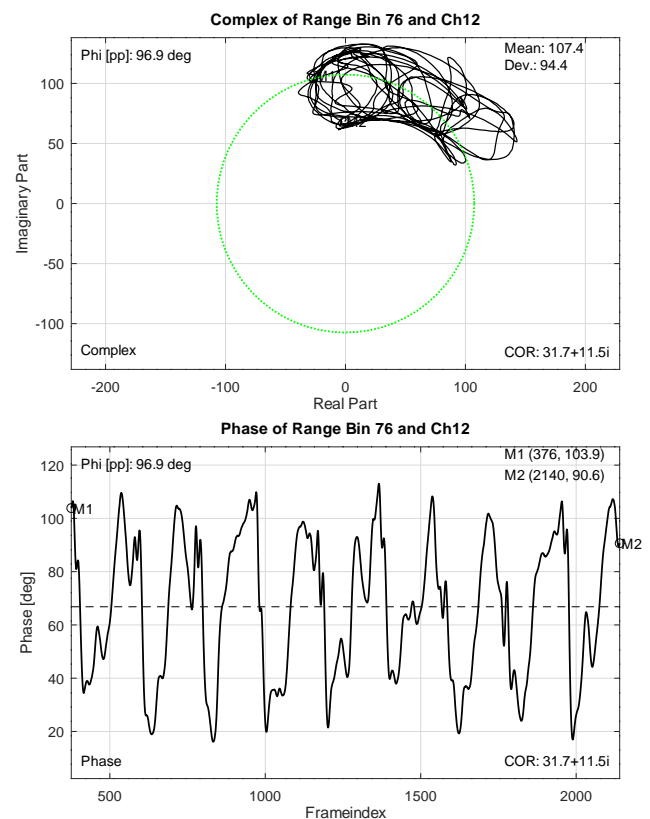 Complex of Range Bin 76 and Ch12
Phi [pp]: 96.9 deg
Mean: 107.4
Dev.: 94.4
100
50
0
-50
-100
Imaginary Part
M1
M2
Complex
COR: 31.7+11.5i
-200
-100
0
100
200
Real Part
Phase of Range Bin 76 and Ch12
Phi [pp]: 96.9 deg
M1 (376, 103.9)
M2 (2140, 90.6)
120
100
80
60
40
20
Phase [deg]
M1
M2
Phase
COR: 31.7+11.5i
500
1000
1500
2000
Frameindex